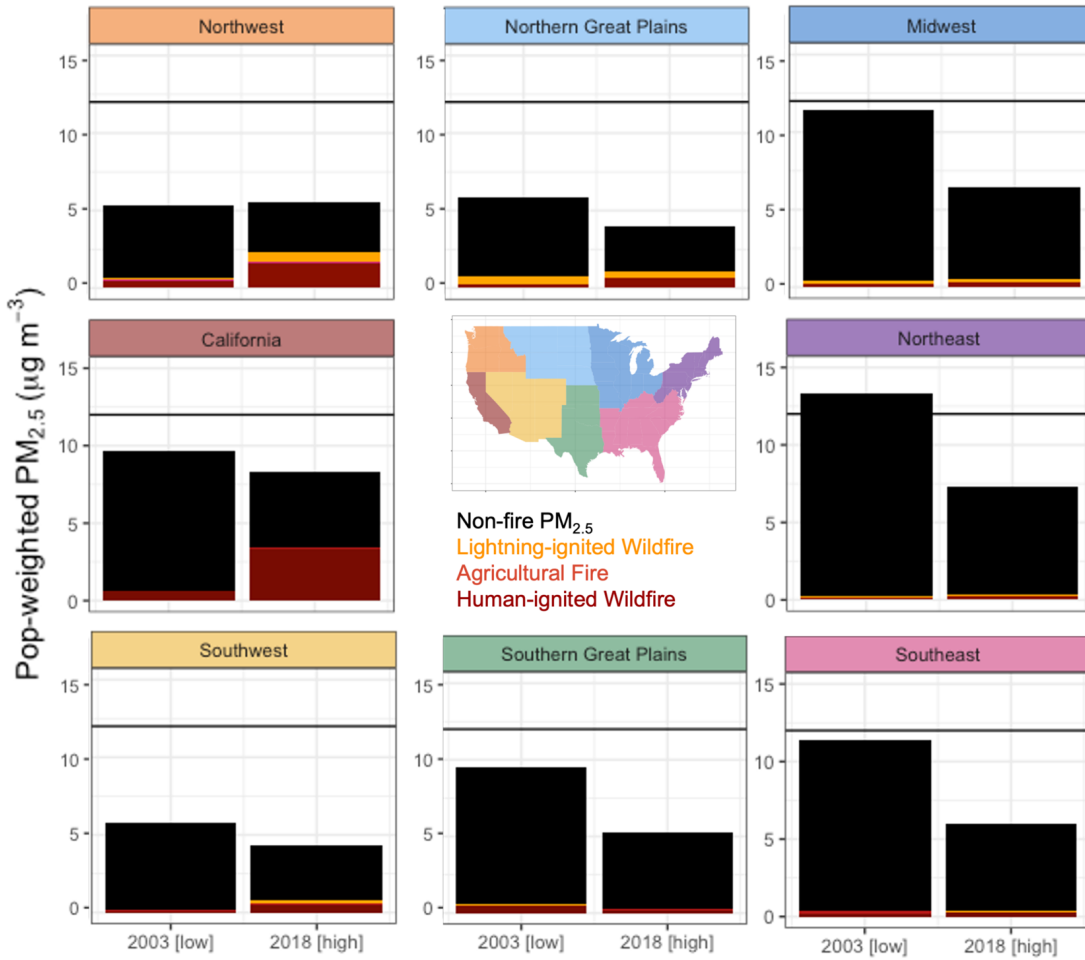 Northwest
Northern Great Plains
Midwest
15
10
5
0
15
10
5
0
15
10
5
0
Pop-weighted PM2.5 (μg m−3)
California
Northeast
15
10
5
0
15
10
5
0
Non-fire PM2.5
Lightning-ignited Wildfire
Agricultural Fire
Human-ignited Wildfire
Southwest
Southern Great Plains
Southeast
15
10
5
0
15
10
5
0
15
10
5
0
2003 [low] 2018 [high]
2003 [low] 2018 [high]
2003 [low] 2018 [high]